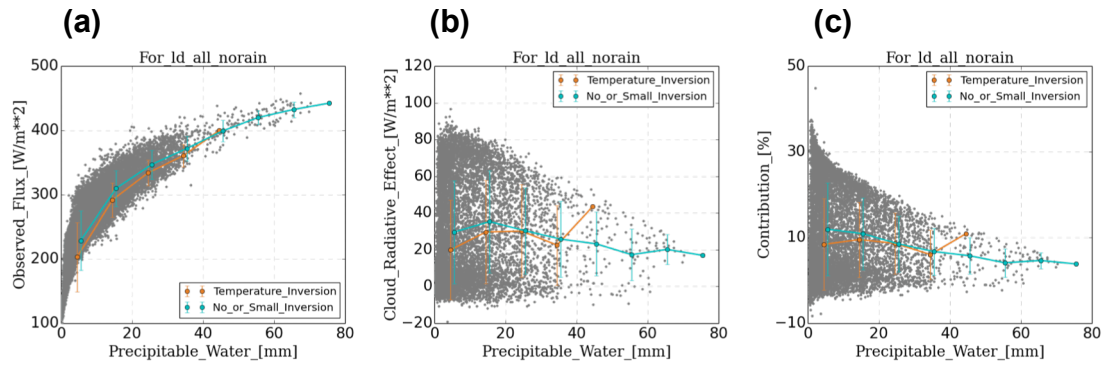 (a)
For_ld_all_norain
Observed_Flux_[W/m**2]
500
400
300
200
100
Temperature_Inversion
No_or_Small_Inversion
0
20
40
60
80
Precipitable_Water_[mm]
(b)
For_ld_all_norain
Cloud_Radiative_Effect_[W/m**2]
120
100
80
60
40
20
0
−20
Temperature_Inversion
No_or_Small_Inversion
0
20
40
60
80
Precipitable_Water_[mm]
(c)
For_ld_all_norain
Contribution_[%]
50
30
10
−10
Temperature_Inversion
No_or_Small_Inversion
0
20
40
60
80
Precipitable_Water_[mm]